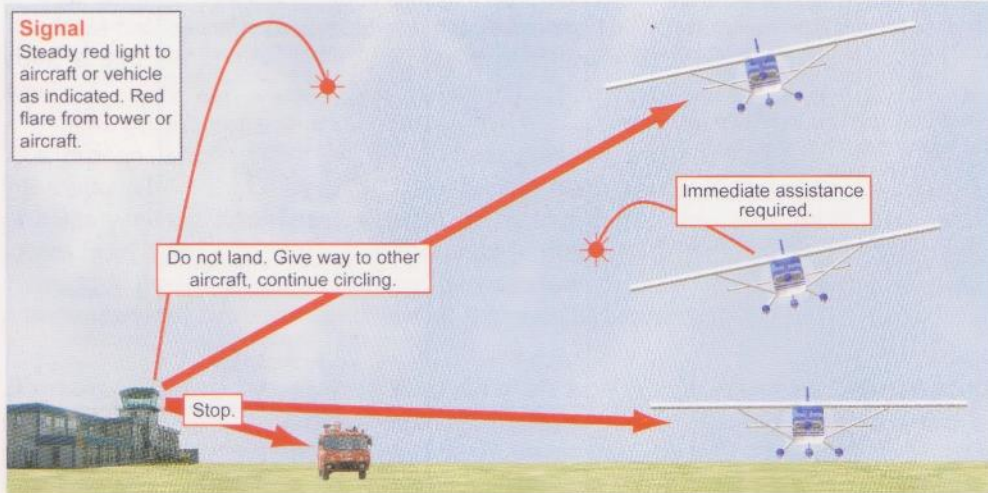 Signal
Steady red light to
aircraft or vehicle
as indicated. Red
flare from tower or
aircraft.
Immediate assistance
required.
Do not land. Give way to other
aircraft, continue circling.
Stop.